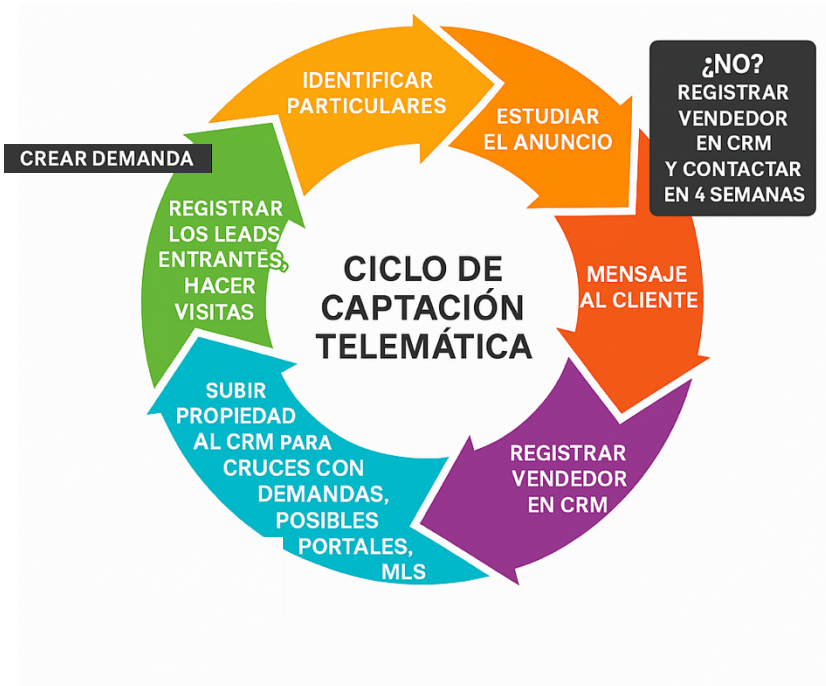 CICLO DE
CAPTACIÓN
TELEMÁTICA
IDENTIFICAR
PARTICULARES
ESTUDIAR
EL ANUNCIO
¿NO?
REGISTRAR
VENDEDOR
EN CRM
Y CONTACTAR
EN 4 SEMANAS
MENSAJE
AL CLIENTE
REGISTRAR
VENDEDOR
EN CRM
SUBIR
PROPIEDAD
AL CRM PARA
CRUCES CON
DEMANDAS,
POSIBLES
PORTALES,
MLS
REGISTRAR
LOS LEADS
ENTRANTES,
HACER
VISITAS
CREAR DEMANDA